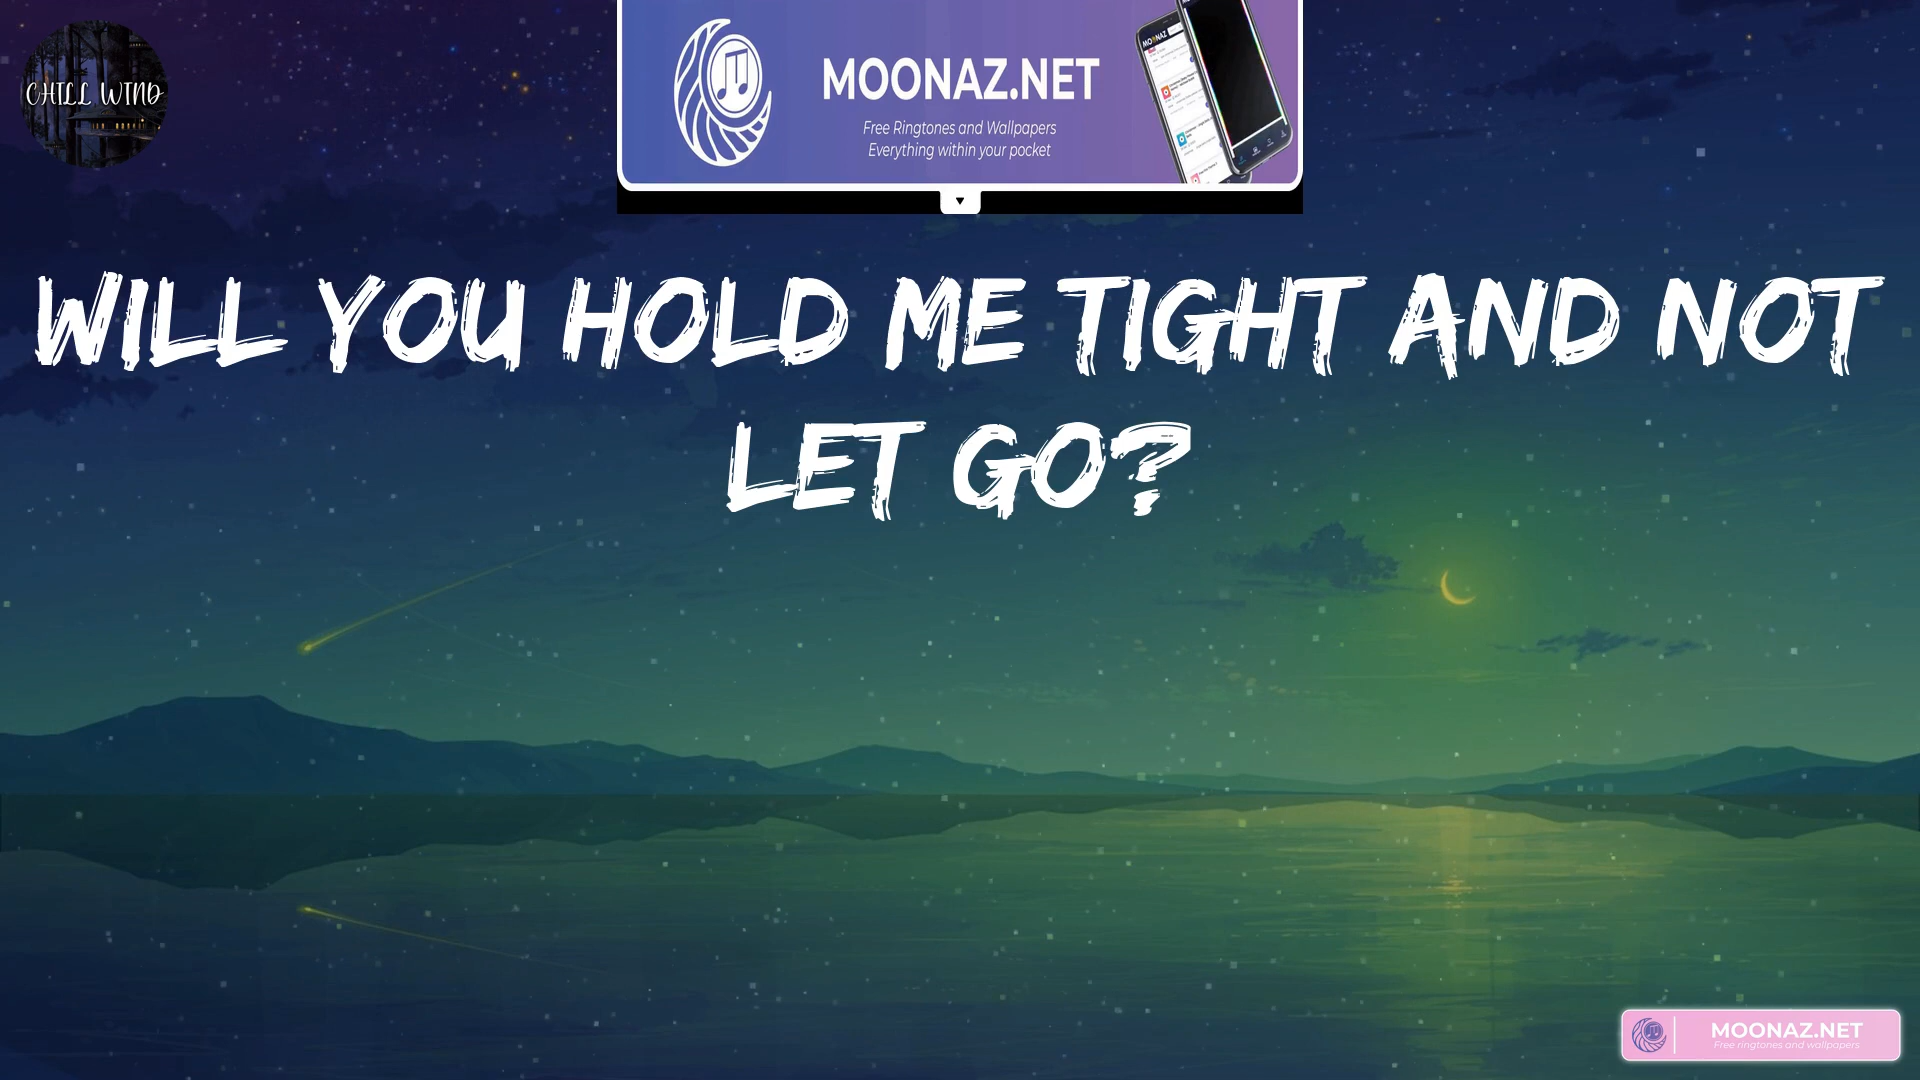 CHILL WIND
MOONAZ.NET
Free Ringtones and Wallpapers
Everything within your pocket
WILL YOU HOLD ME TIGHT AND NOT
LET GO?
MOONAZ.NET
Free ringtones and wallpapers